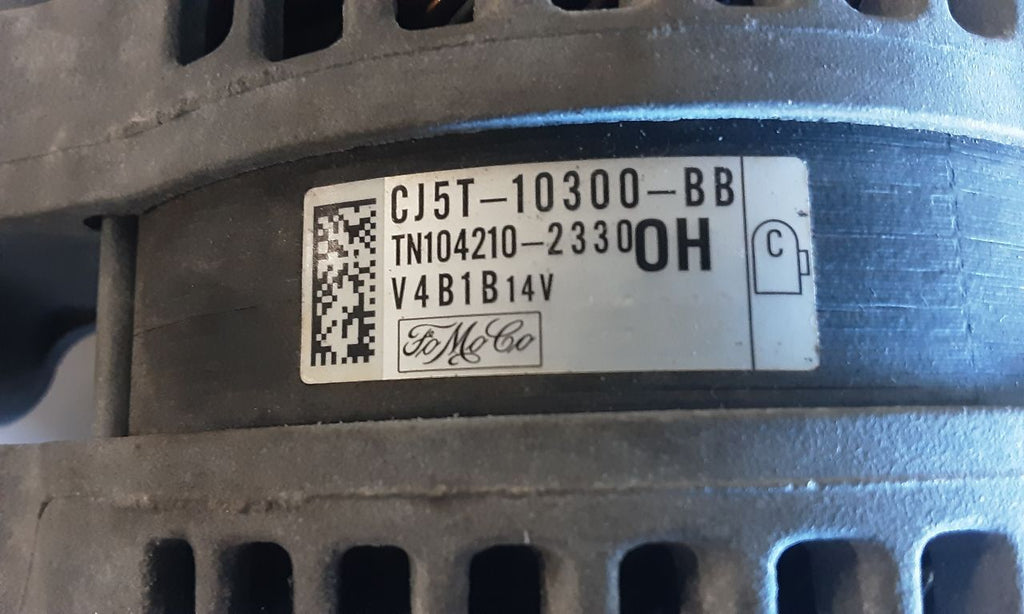 CJ5T-10300-BB
TN104210-2330OH
V4B1B14V
FoMoCo
C